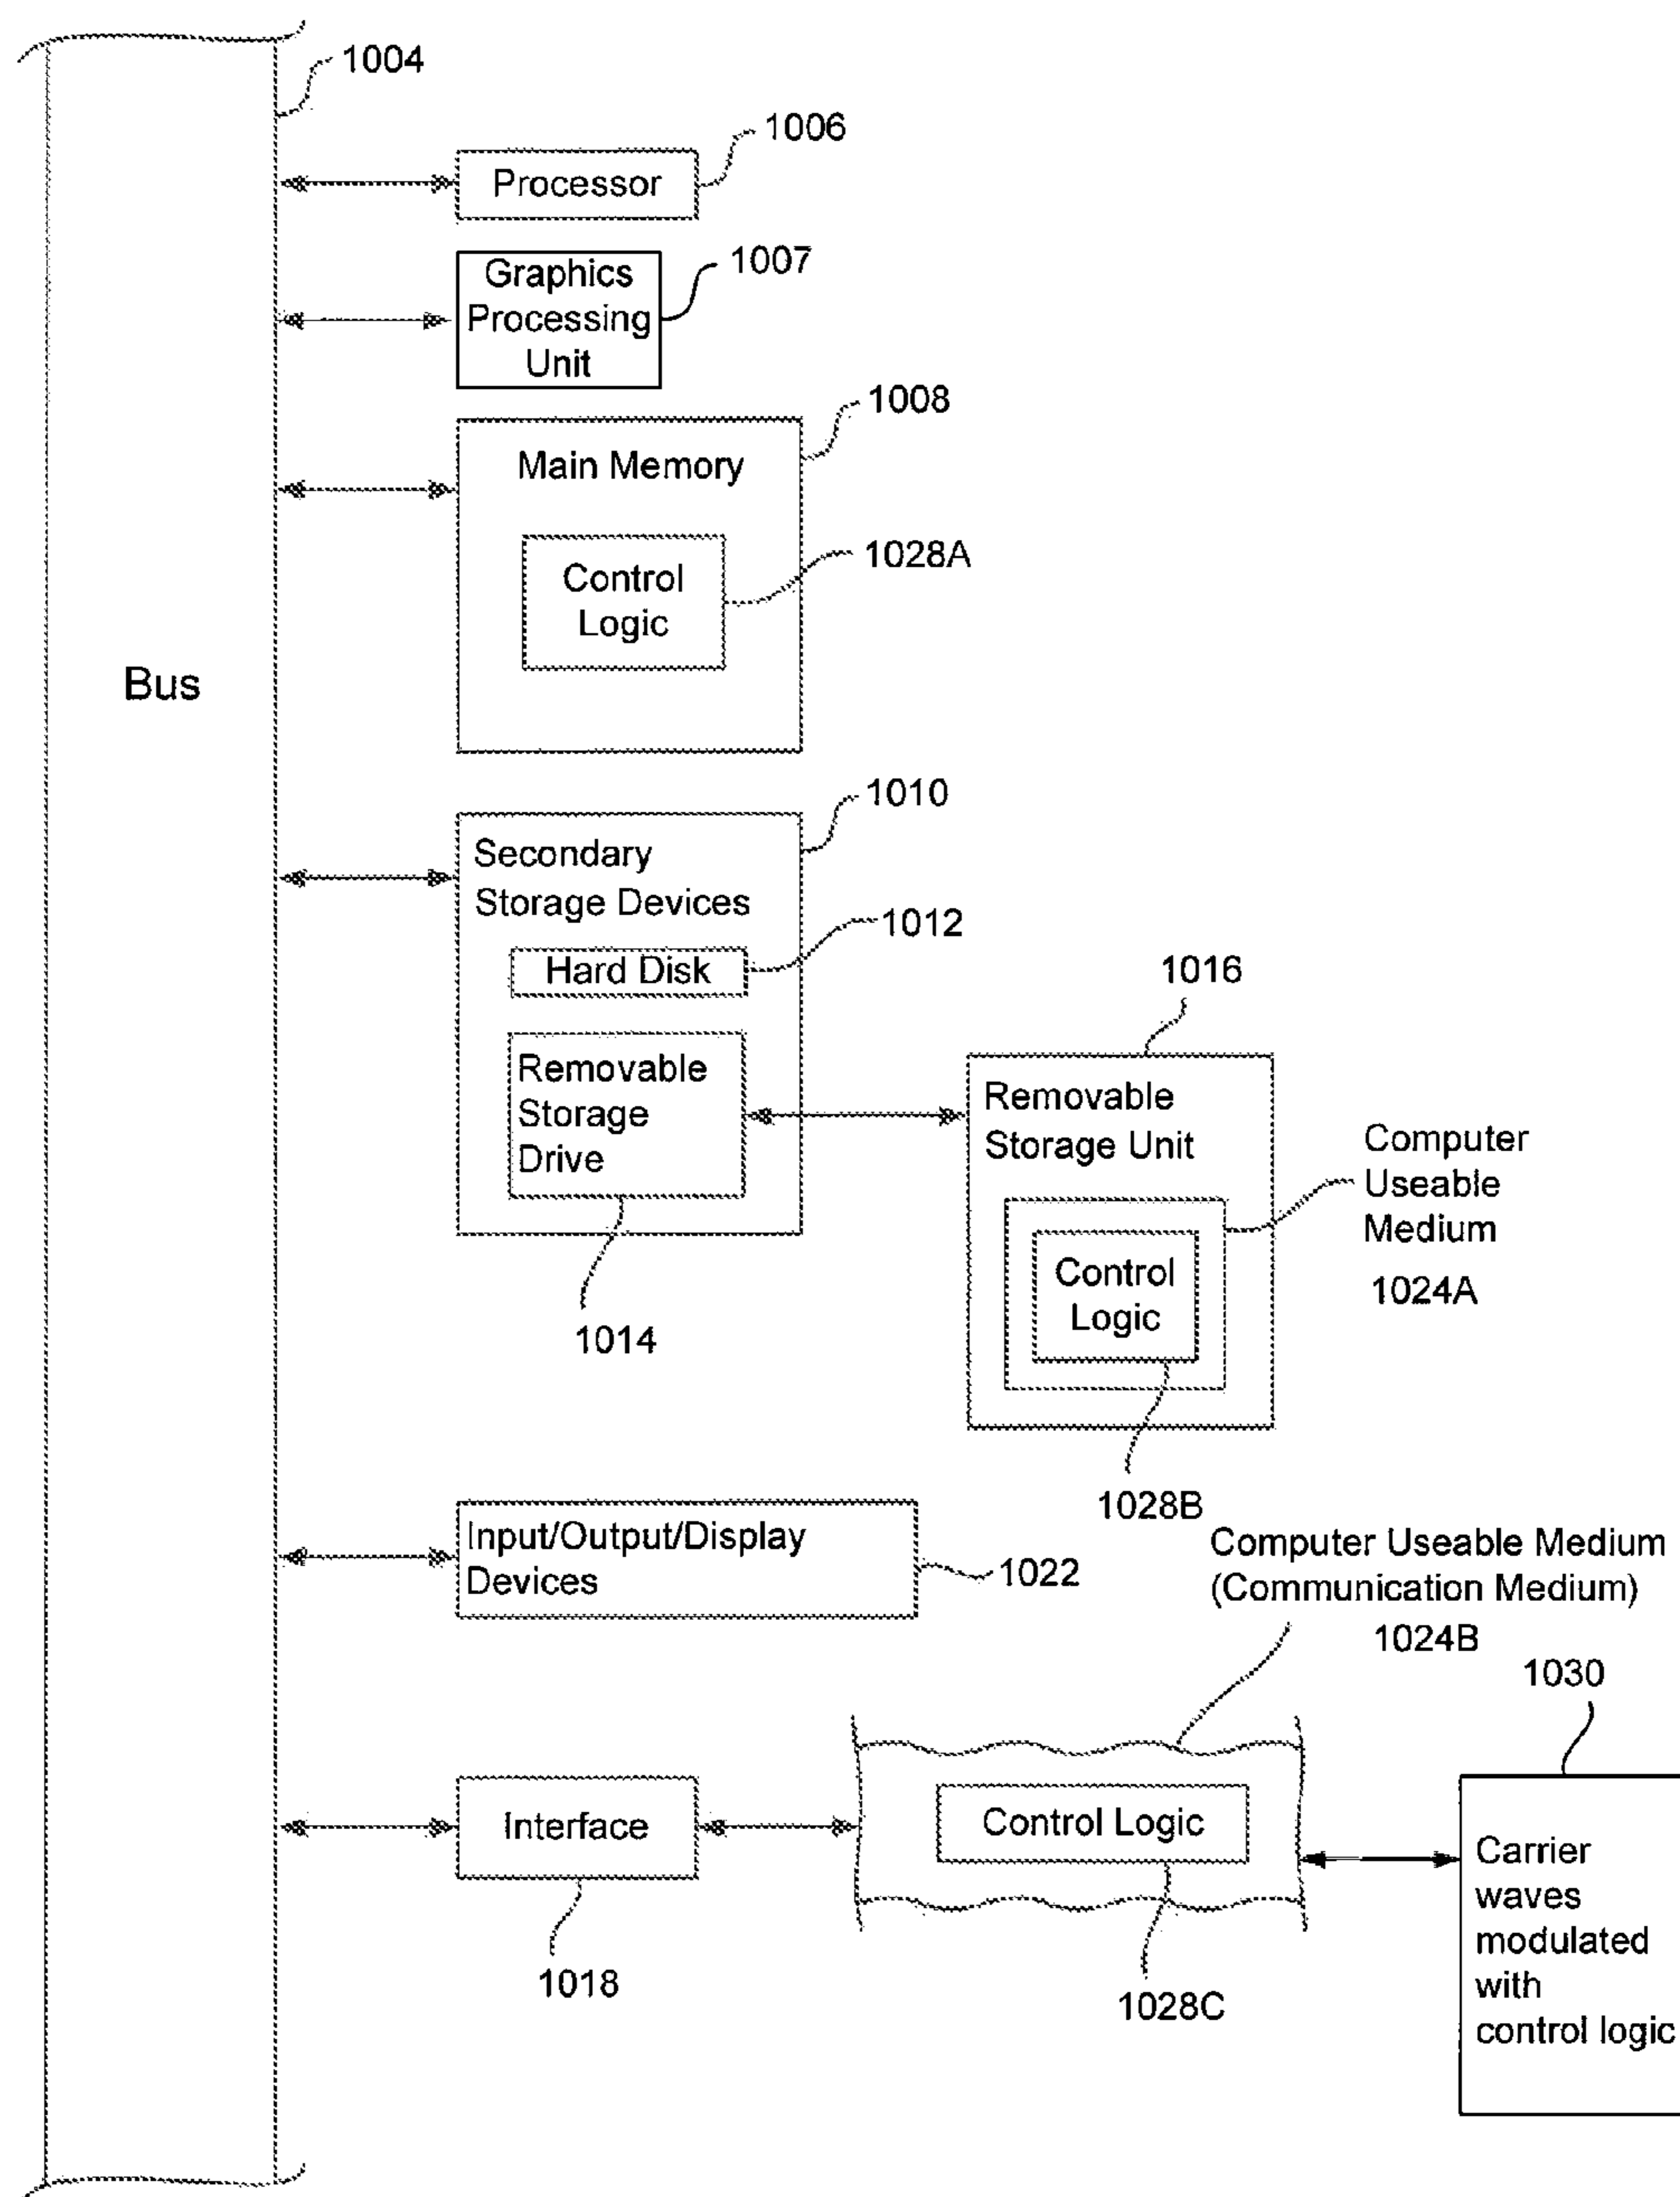 1004
1006
Processor
1007
Graphics
Processing
Unit
1008
Main Memory
1028A
Control
Logic
Bus
1010
Secondary
Storage Devices
1012
Hard Disk
1016
Removable
Storage
Drive
Removable
Storage Unit
Computer
Useable
Medium
1024A
Control
Logic
1014
1028B
Input/Output/Display
Devices
1022
Computer Useable Medium
(Communication Medium)
1024B
1030
Interface
Control Logic
Carrier
waves
modulated
with
control logic
1018
1028C